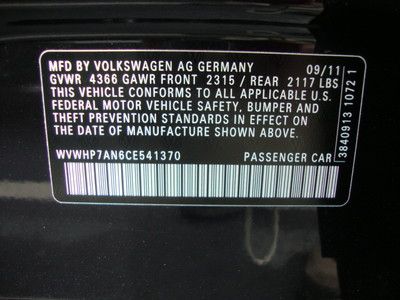 MFD BY VOLKSWAGEN AG GERMANY 09/11
GVWR 4366 GAWR FRONT 2315 / REAR 2117 LBS
THIS VEHICLE CONFORMS TO ALL APPLICABLE U.S.
FEDERAL MOTOR VEHICLE SAFETY, BUMPER AND
THEFT PREVENTION STANDARDS IN EFFECT ON THE
DATE OF MANUFACTURE SHOWN ABOVE.
WVWHP7AN6CE541370 PASSENGER CAR
3840913 1072 1